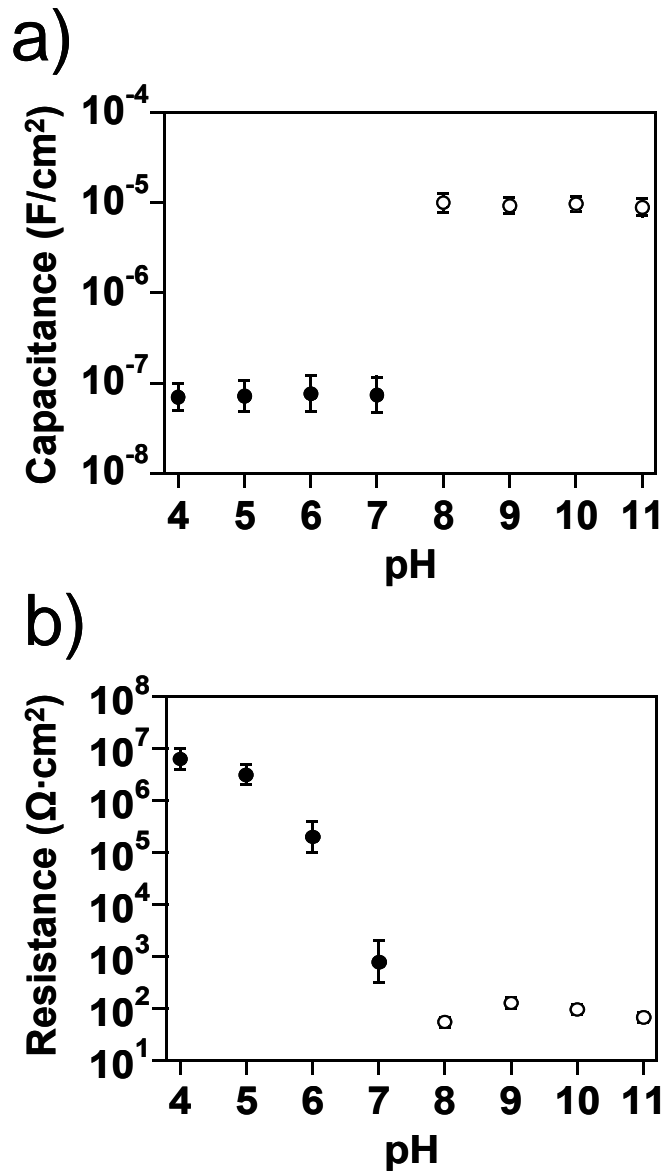 a)
Capacitance (F/cm²)
10⁻⁴
10⁻⁵
10⁻⁶
10⁻⁷
10⁻⁸
4 5 6 7 8 9 10 11
pH
b)
Resistance (Ω·cm²)
10⁸
10⁷
10⁶
10⁵
10⁴
10³
10²
10¹
4 5 6 7 8 9 10 11
pH